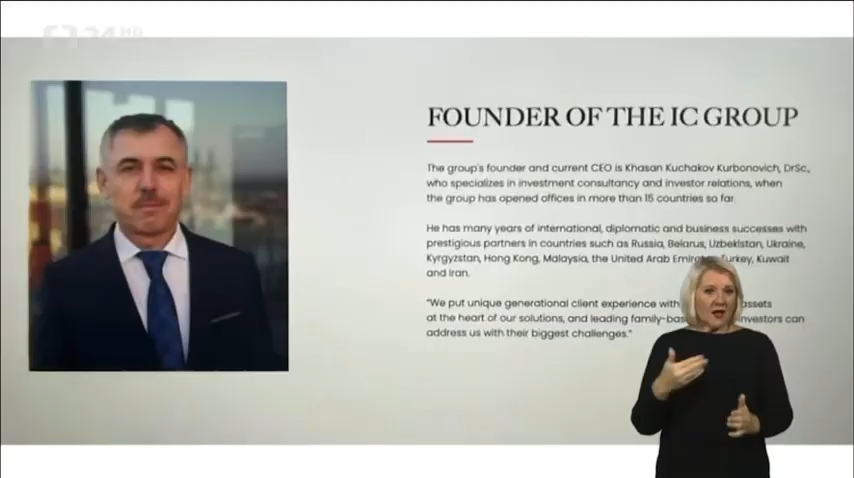 24 HD
FOUNDER OF THE IC GROUP
The group's founder and current CEO is Khasan Kuchakov Kurbonovich, DrSc.,
who specializes in investment consultancy and investor relations, when
the group has opened offices in more than 15 countries so far.
He has many years of international, diplomatic and business successes with
prestigious partners in countries such as Russia, Belarus, Uzbekistan, Ukraine,
Kyrgyzstan, Hong Kong, Malaysia, the United Arab Turkey, Kuwait
and Iran.
"We put unique generational client experience with assets
at the heart of our solutions, and leading investors can
address us with their biggest challenges."